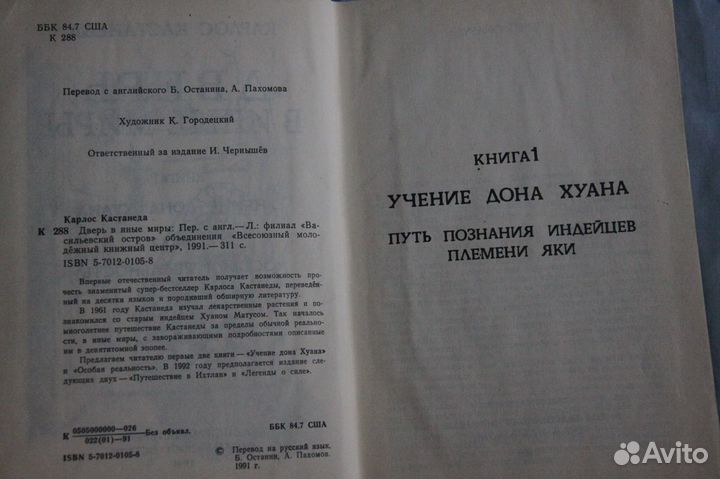 ББК 84.7 США
К 288
Перевод с английского Б. Останина, А. Пахомова
Художник К. Городецкий
Ответственный за издание И. Чернышёв
Карлос Кастанеда
К 288 Дверь в иные миры: Пер. с англ.— Л.: филиал «Ва-
сильевский остров» объединения «Всесоюзный моло-
дёжный книжный центр», 1991.— 311 с.
ISBN 5-7012-0105-8
Впервые отечественный читатель получает возможность про-
честь знаменитый супер-бестселлер Карлоса Кастанеды, переведён-
ный на десятки языков и породивший обширную литературу.
В 1961 году Кастанеда изучал лекарственные растения и по-
знакомился со старым индейцем Хуаном Матусом. Так началось
многолетнее путешествие Кастанеды за пределы обычной реально-
сти, в иные миры, с завораживающими подробностями описанные
им в девятитомной эпопее.
Предлагаем читателю первые две книги — «Учение дона Хуана»
и «Особая реальность». В 1992 году предполагается издание сле-
дующих двух — «Путешествие в Икстлан» и «Легенды о силе».
К 0505000000—026
022(01)—91 Без объявл.
ББК 84.7 США
ISBN 5-7012-0105-8
© Перевод на русский язык.
Б. Останин, А. Пахомов.
1991 г.
КНИГА 1
УЧЕНИЕ ДОНА ХУАНА
ПУТЬ ПОЗНАНИЯ ИНДЕЙЦЕВ
ПЛЕМЕНИ ЯКИ
Avito